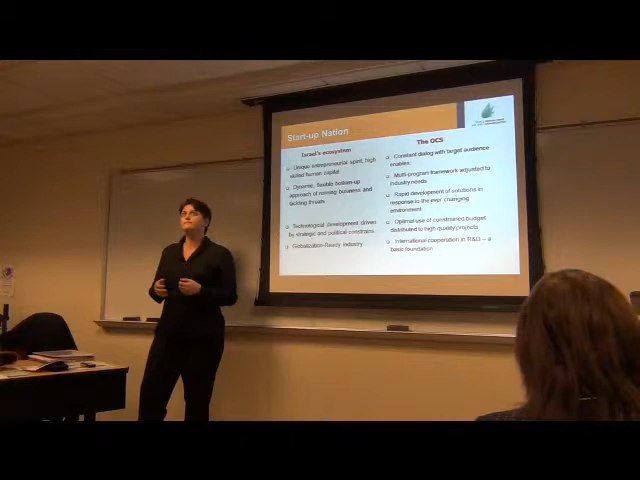 Start-up Nation
Israel's ecosystem
Unique entrepreneurial spirit, high
skilled human capital
Dynamic, flexible bottom-up
approach of running business and
tackling threats
Technological development driven
by strategic and political constrains
Globalization-Ready industry
The OCS
Constant dialog with target audience
enables
Multi-program framework adjusted to
industry needs
Rapid development of solutions in
response to the ever changing
environment
Optimal use of constrained budget
distributed to high quality projects
International cooperation in R&D – a
basic foundation